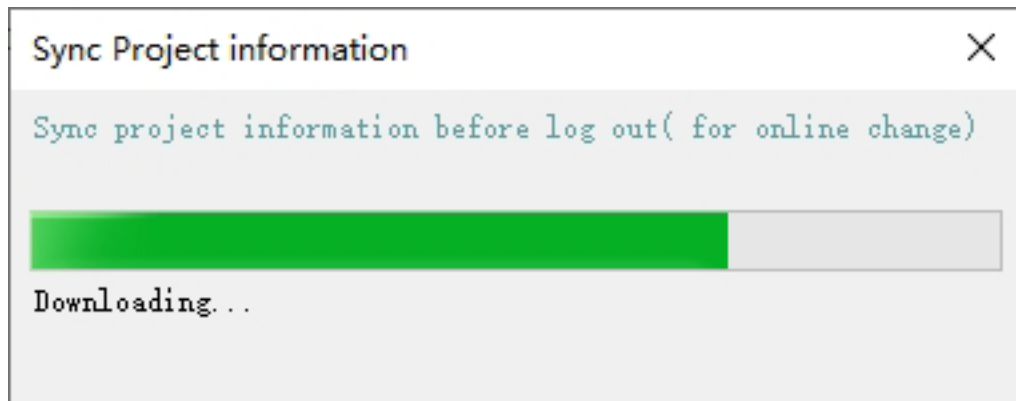 Sync Project information
Sync project information before log out( for online change)
Downloading...